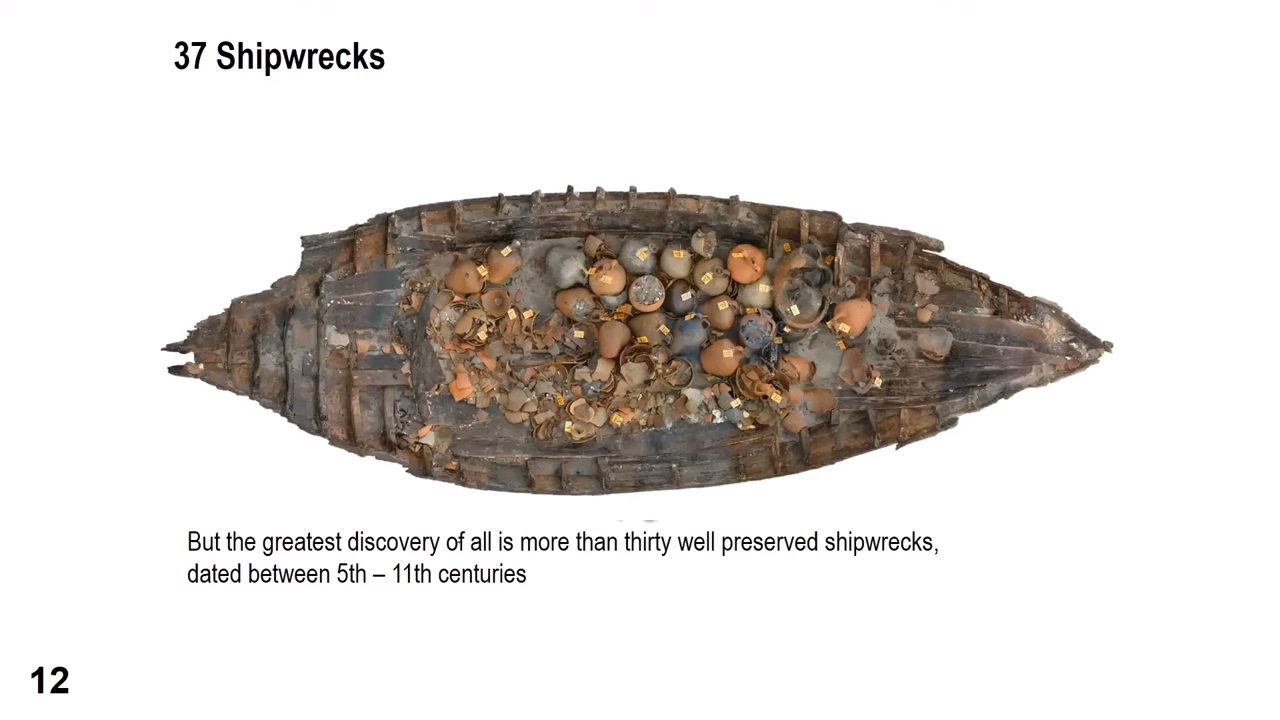 37 Shipwrecks
But the greatest discovery of all is more than thirty well preserved shipwrecks,
dated between 5th – 11th centuries
12